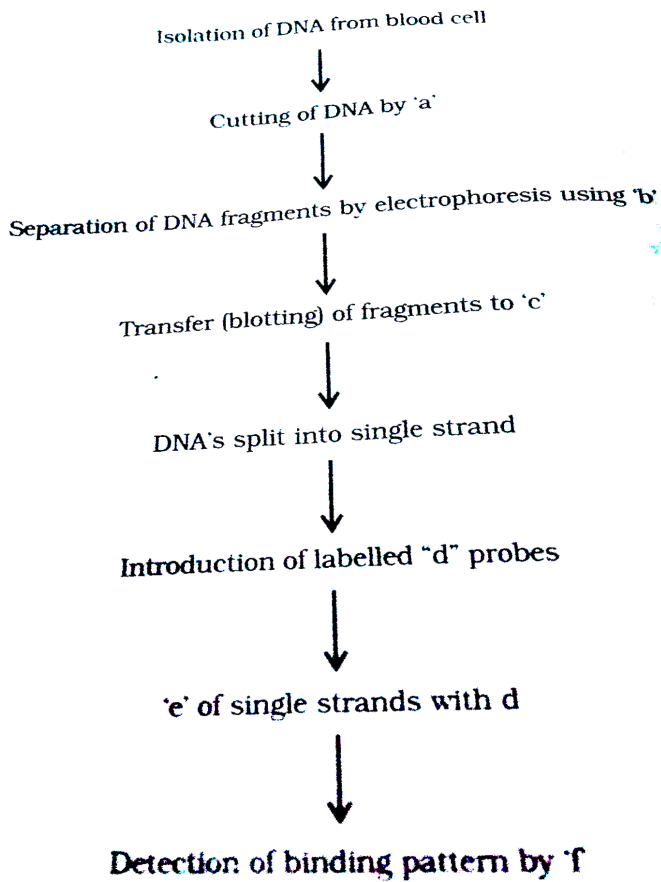 Isolation of DNA from blood cell
Cutting of DNA by 'a'
Separation of DNA fragments by electrophoresis using 'b'
Transfer (blotting) of fragments to 'c'
DNA's split into single strand
Introduction of labelled "d" probes
'e' of single strands with d
Detection of binding pattern by 'f